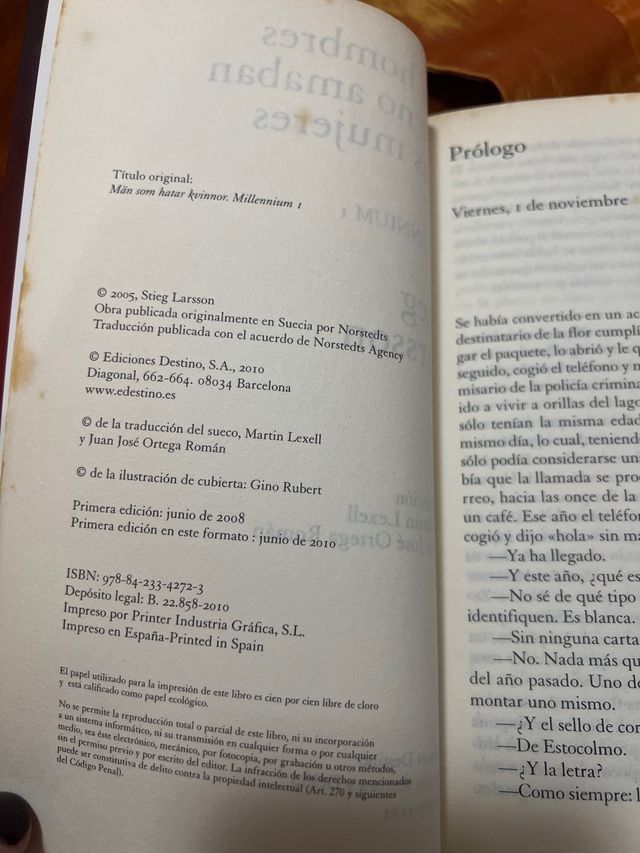 hombres
no amaban
s mujeres
Título original:
Män som hatar kvinnor. Millennium 1
© 2005, Stieg Larsson
Obra publicada originalmente en Suecia por Norstedts
Traducción publicada con el acuerdo de Norstedts Agency
© Ediciones Destino, S.A., 2010
Diagonal, 662-664. 08034 Barcelona
www.edestino.es
© de la traducción del sueco, Martin Lexell
y Juan José Ortega Román
© de la ilustración de cubierta: Gino Rubert
Primera edición: junio de 2008
Primera edición en este formato : junio de 2010
ISBN: 978-84-233-4272-3
Depósito legal: B. 22.858-2010
Impreso por Printer Industria Gráfica, S.L.
Impreso en España-Printed in Spain
El papel utilizado para la impresión de este libro es cien por cien libre de cloro
y está calificado como papel ecológico.
No se permite la reproducción total o parcial de este libro, ni su incorporación
a un sistema informático, ni su transmisión en cualquier forma o por cualquier
medio, sea éste electrónico, mecánico, por fotocopia, por grabación u otros métodos,
sin el permiso previo y por escrito del editor. La infracción de los derechos mencionados
puede ser constitutiva de delito contra la propiedad intelectual (Art. 270 y siguientes
del Código Penal).
Prólogo
Viernes, 1 de noviembre
Se había convertido en un ac
destinatario de la flor cumplí
gar el paquete, lo abrió y le q
seguido, cogió el teléfono y m
misario de la policía crimina
ido a vivir a orillas del lago
sólo tenían la misma edad
mismo día, lo cual, teniendo
sólo podía considerarse una
bía que la llamada se pro
rreo, hacia las once de la
un café. Ese año el teléfo
cogió y dijo «hola» sin ma
—Ya ha llegado.
—Y este año, ¿qué es
—No sé de qué tipo
identifiquen. Es blanca.
—Sin ninguna carta
—No. Nada más qu
del año pasado. Uno de
montar uno mismo.
—¿Y el sello de cor
—De Estocolmo.
—¿Y la letra?
—Como siempre: l